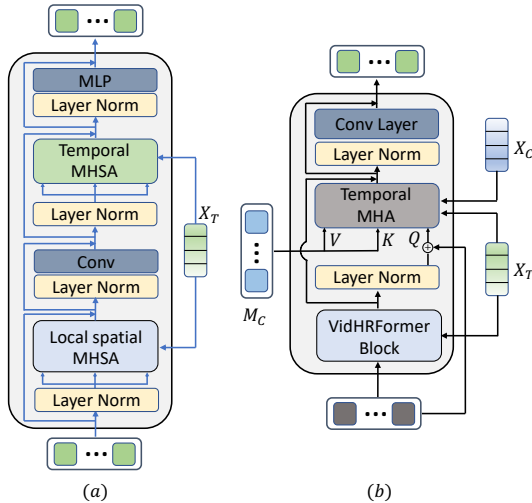 MLP
Layer Norm
Temporal
MHSA
X_T
Layer Norm
Conv
Layer Norm
Local spatial
MHSA
Layer Norm
(a)
Conv Layer
Layer Norm
X_C
Temporal
MHA
V
K
Q
X_T
M_C
Layer Norm
VidHRFormer
Block
(b)